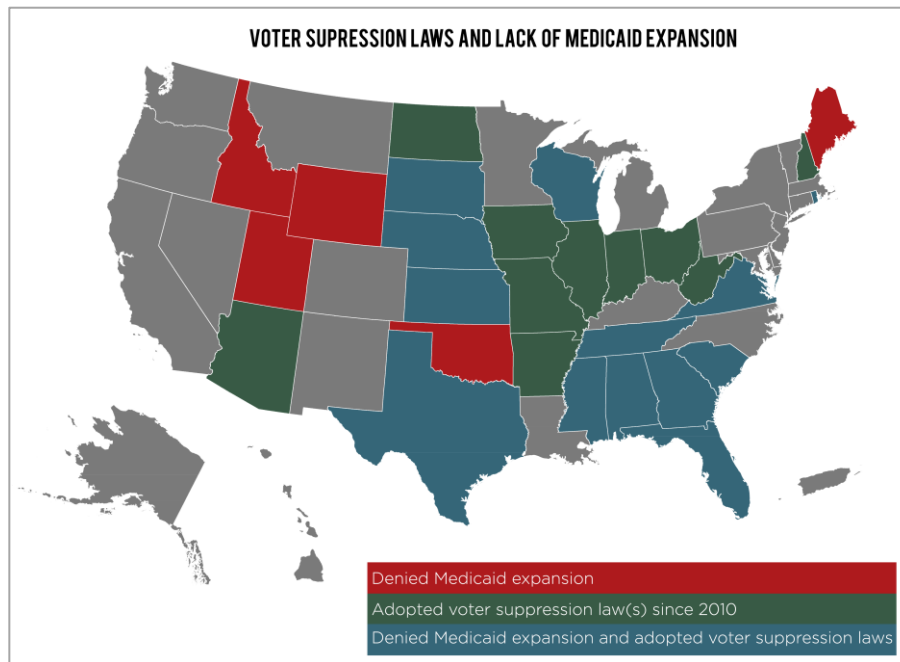 VOTER SUPRESSION LAWS AND LACK OF MEDICAID EXPANSION
Denied Medicaid expansion
Adopted voter suppression law(s) since 2010
Denied Medicaid expansion and adopted voter suppression laws